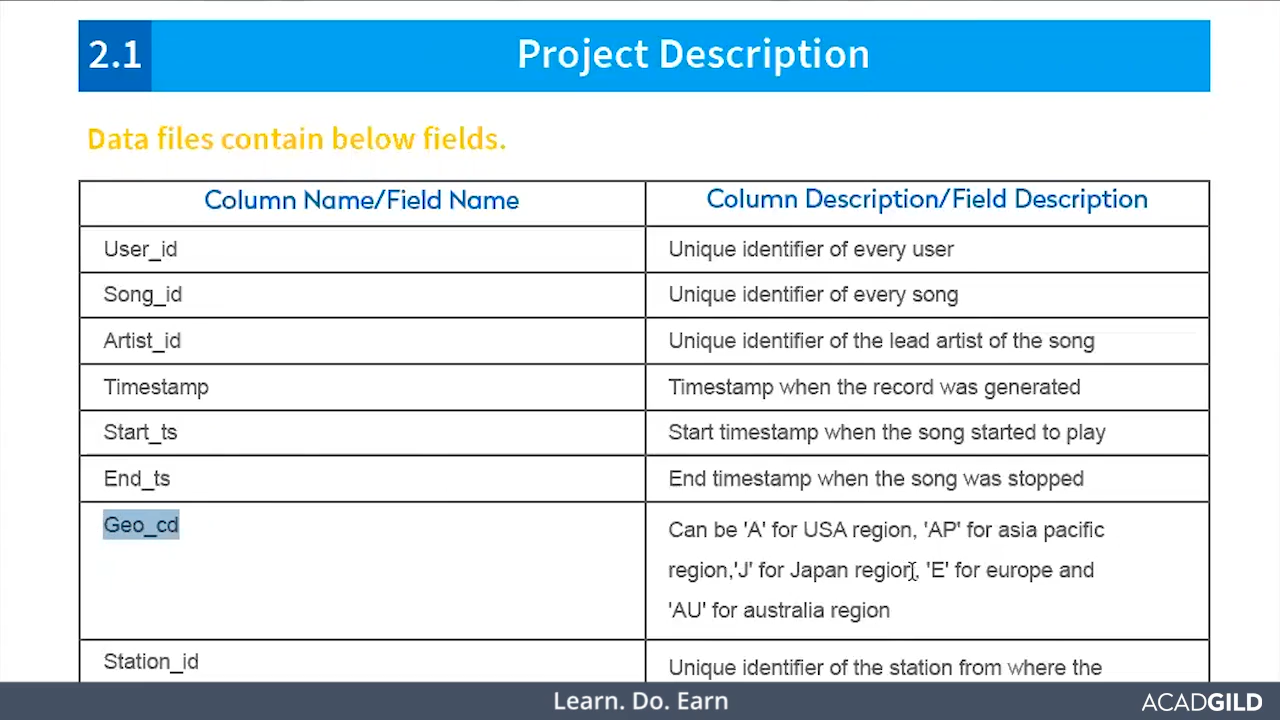 2.1 Project Description
Data files contain below fields.
Column Name/Field Name Column Description/Field Description
User_id Unique identifier of every user
Song_id Unique identifier of every song
Artist_id Unique identifier of the lead artist of the song
Timestamp Timestamp when the record was generated
Start_ts Start timestamp when the song started to play
End_ts End timestamp when the song was stopped
Geo_cd Can be 'A' for USA region, 'AP' for asia pacific
region,'J' for Japan region, 'E' for europe and
'AU' for australia region
Station_id Unique identifier of the station from where the
Learn. Do. Earn ACADGILD